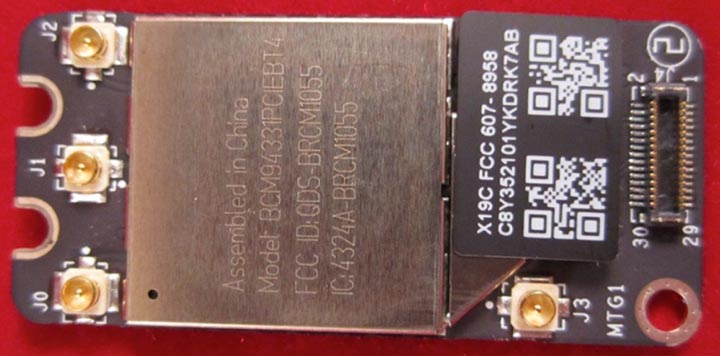 J2
J1
J0
Assembled in China
Model: BCM94331PCIEBT4
FCC ID:QDS-BRCM1055
IC:4324A-BRCM1055
X19C FCC 607-8958
C8Y352101YKDRK7AB
2
2
1
30
29
J3
MTG1